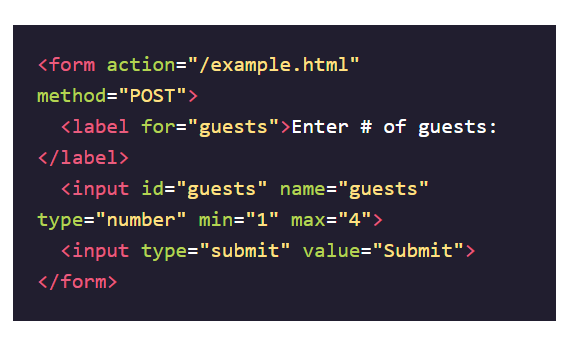 <form action="/example.html"
method="POST">
  <label for="guests">Enter # of guests:
</label>
  <input id="guests" name="guests"
type="number" min="1" max="4">
  <input type="submit" value="Submit">
</form>